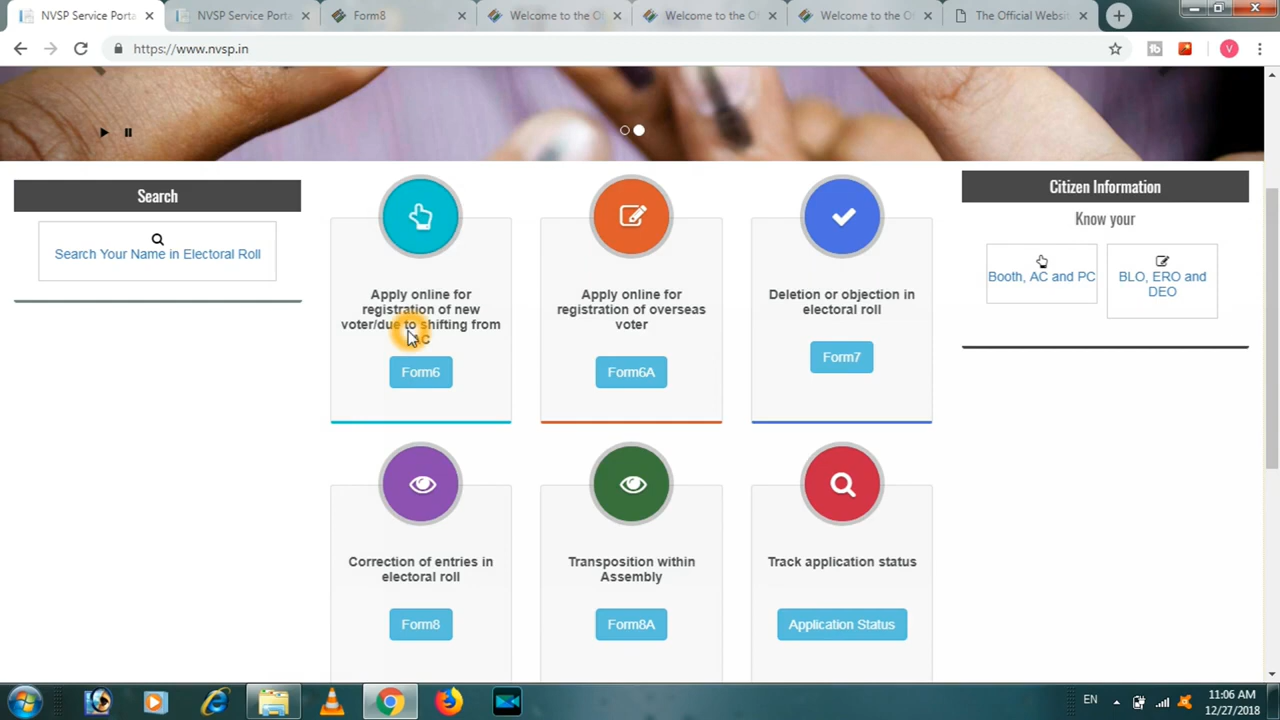 NVSP Service Porta
NVSP Service Porta
Form8
Welcome to the O
Welcome to the O
Welcome to the O
The Official Websit
https://www.nvsp.in
V
Search
Search Your Name in Electoral Roll
Apply online for
registration of new
voter/due to shifting from
AC
Form6
Apply online for
registration of overseas
voter
Form6A
Deletion or objection in
electoral roll
Form7
Citizen Information
Know your
Booth, AC and PC
BLO, ERO and
DEO
Correction of entries in
electoral roll
Form8
Transposition within
Assembly
Form8A
Track application status
Application Status
EN
11:06 AM
12/27/2018